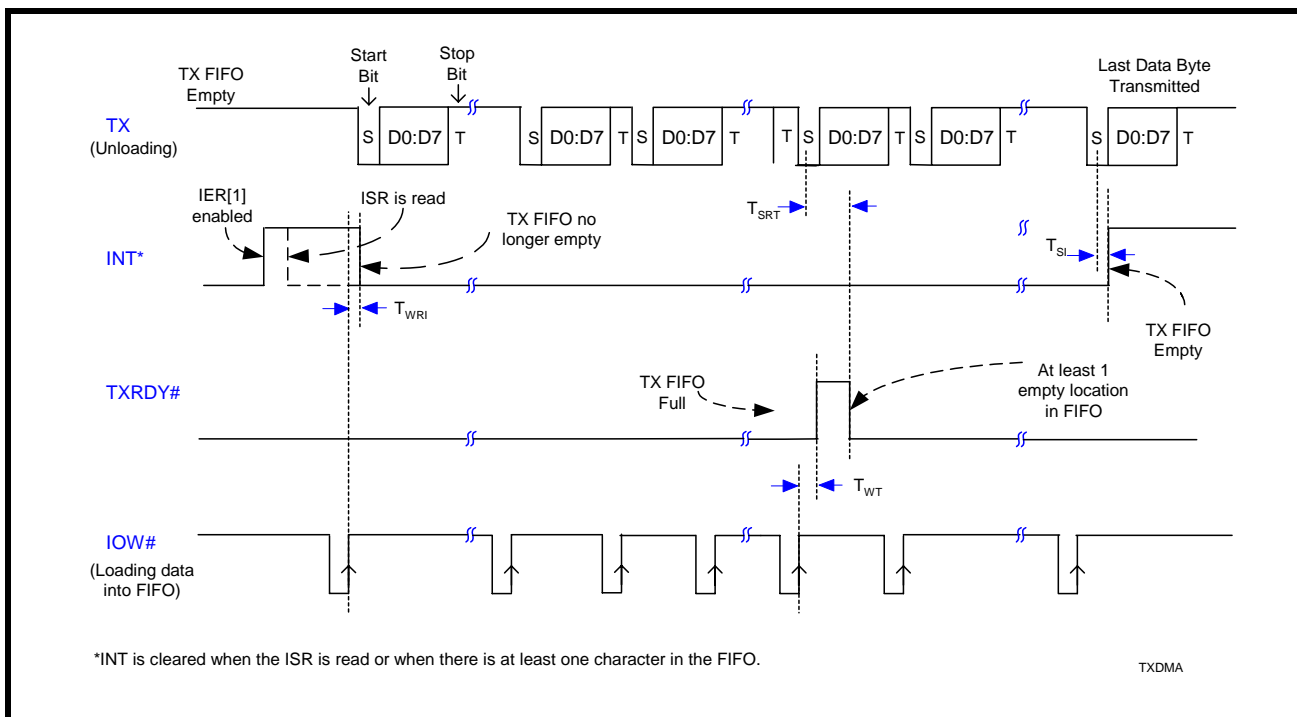 Start
Bit
Stop
Bit
TX FIFO
Empty
Last Data Byte
Transmitted
TX
(Unloading)
S D0:D7 T S D0:D7 T S D0:D7 T T S D0:D7 T S D0:D7 T S D0:D7 T
IER[1]
enabled
ISR is read
TX FIFO no
longer empty
TSRT
INT*
TSI
TWRI
TX FIFO
Empty
TXRDY#
TX FIFO
Full
At least 1
empty location
in FIFO
TWT
IOW#
(Loading data
into FIFO)
*INT is cleared when the ISR is read or when there is at least one character in the FIFO.
TXDMA